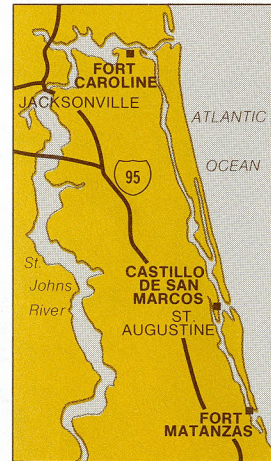 FORT
CAROLINE
JACKSONVILLE
ATLANTIC
OCEAN
95
St.
Johns
River
CASTILLO
DE SAN
MARCOS
ST.
AUGUSTINE
FORT
MATANZAS